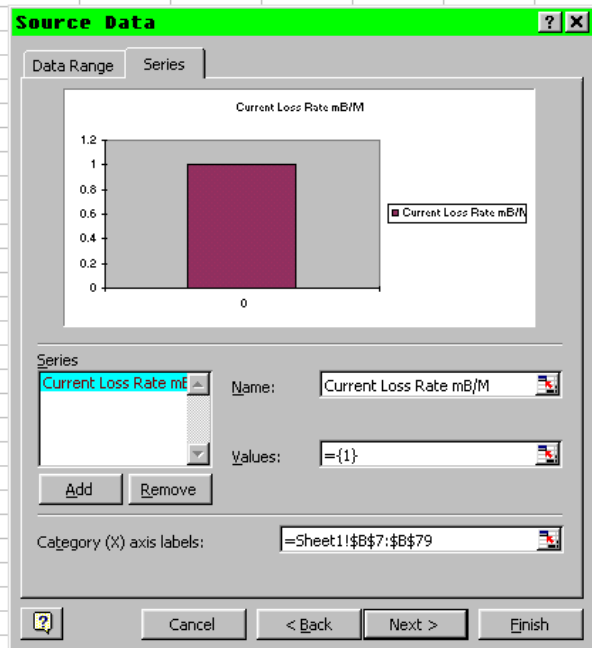 Source Data
Data Range Series
Current Loss Rate mB/M
1.2
1
0.8
0.6
0.4
0.2
0
0
Current Loss Rate mB/M
Series
Current Loss Rate mB
Name: Current Loss Rate mB/M
Values: ={1}
Add Remove
Category (X) axis labels: =Sheet1!$B$7:$B$79
Cancel < Back Next > Finish